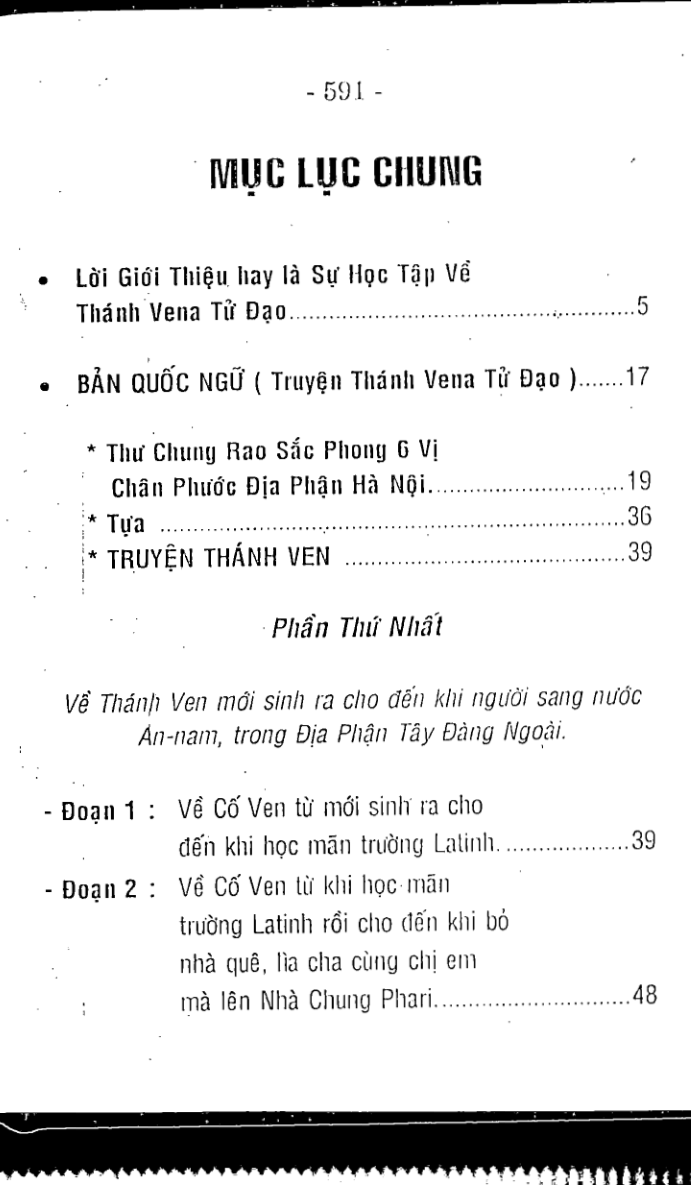 - 591 -
MỤC LỤC CHUNG
• Lời Giới Thiệu hay là Sự Học Tập Về
Thánh Vena Tử Đạo.....................................................5
• BẢN QUỐC NGỮ ( Truyện Thánh Vena Tử Đạo ).......17
* Thư Chung Rao Sắc Phong 6 Vị
Chân Phước Địa Phận Hà Nội..............................19
* Tựa .......................................................................36
* TRUYỆN THÁNH VEN ...........................................39
Phần Thứ Nhất
Về Thánh Ven mới sinh ra cho đến khi người sang nước
An-nam, trong Địa Phận Tây Đàng Ngoài.
- Đoạn 1 : Về Cố Ven từ mới sinh ra cho
đến khi học mãn trường Latinh....................39
- Đoạn 2 : Về Cố Ven từ khi học mãn
trường Latinh rồi cho đến khi bỏ
nhà quê, lìa cha cùng chị em
mà lên Nhà Chung Phari.............................48